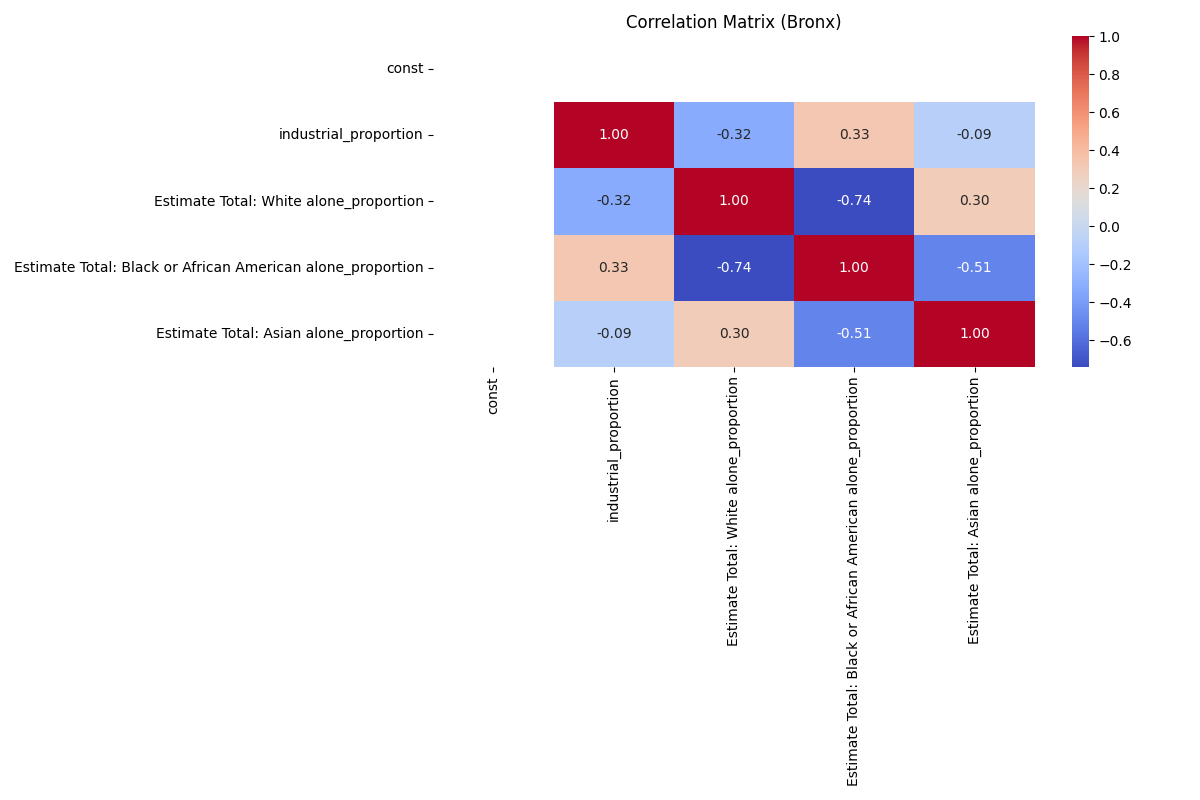 Correlation Matrix (Bronx)
const
industrial_proportion
Estimate Total: White alone_proportion
Estimate Total: Black or African American alone_proportion
Estimate Total: Asian alone_proportion
1.00 -0.32 0.33 -0.09
-0.32 1.00 -0.74 0.30
0.33 -0.74 1.00 -0.51
-0.09 0.30 -0.51 1.00
const
industrial_proportion
Estimate Total: White alone_proportion
Estimate Total: Black or African American alone_proportion
Estimate Total: Asian alone_proportion
1.0
0.8
0.6
0.4
0.2
0.0
−0.2
−0.4
−0.6